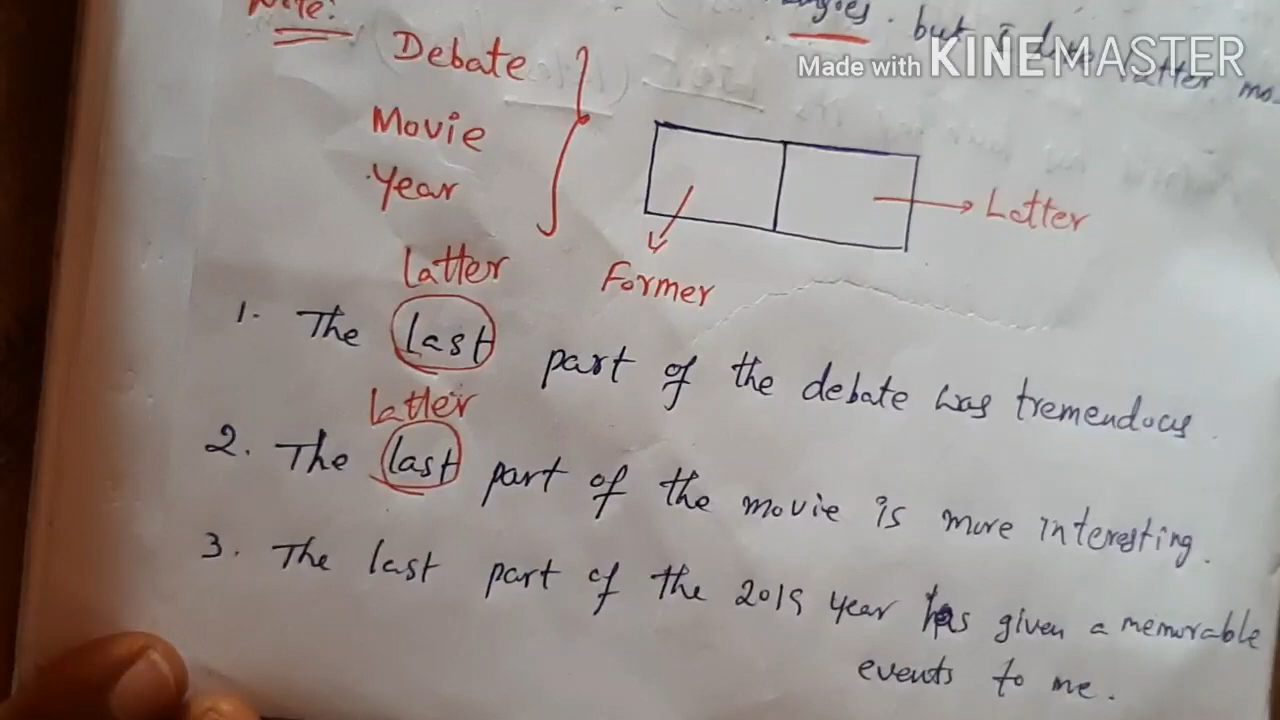 Note:
but I
Made with KINEMASTER
Debate
Movie
Year
Latter
Former
latter
1. The last part of the debate was tremendous.
latter
2. The last part of the movie is more interesting.
3. The last part of the 2019 year has given a memorable
events to me.